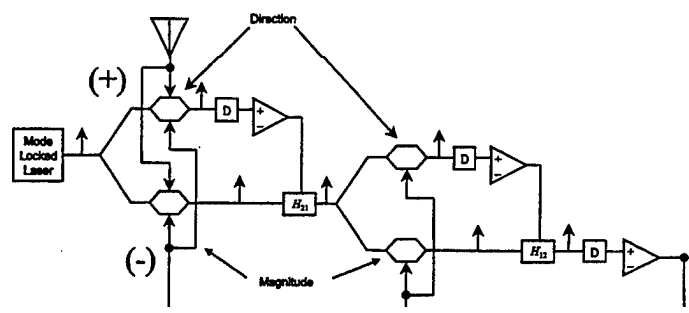 Direction
(+)
D
+
−
Mode
Locked
Laser
D
+
−
H21
(-)
Magnitude
H12
D
+
−